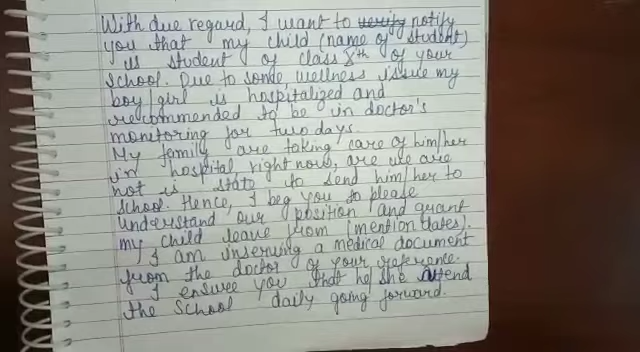 With due regard, I want to verify notify
you that my child (name of student)
is student of class 8th of your
school. Due to some wellness issue my
boy/girl is hospitalized and
recommended to be in doctor's
monitoring for two days
My family are taking care of him/her
in hospital right now, are we are
not is state to send him/her to
school. Hence, I beg you to please
understand our position and grant
my child leave from (mention dates).
I am inserving a medical document
from the doctor of your reference.
I ensure you that he/she attend
the school daily going forward.